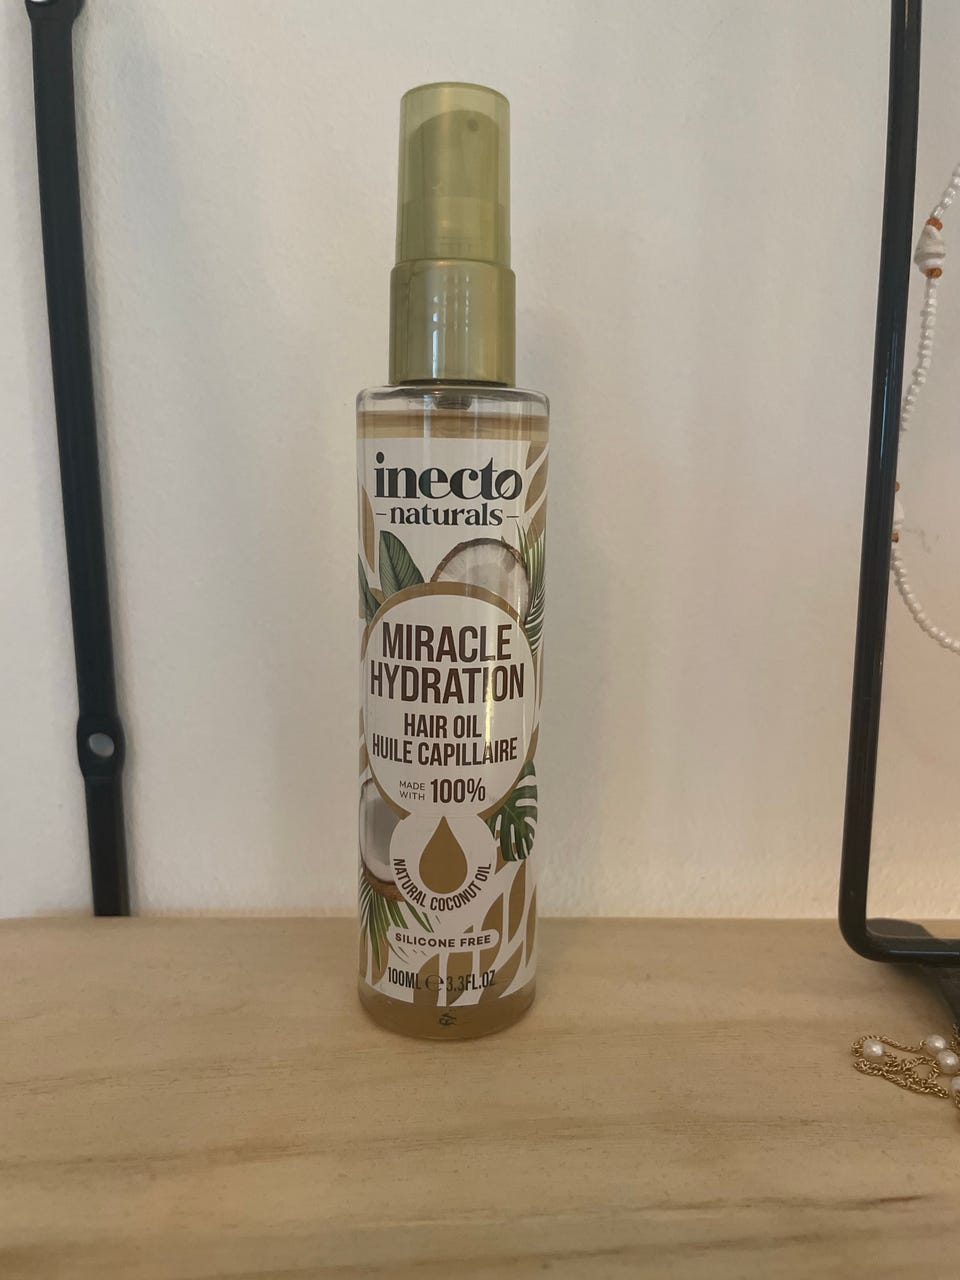 inecto
-naturals-
MIRACLE
HYDRATION
HAIR OIL
HUILE CAPILLAIRE
MADE
WITH 100%
NATURAL COCONUT OIL
SILICONE FREE
100ML ℮ 3.3FL.OZ